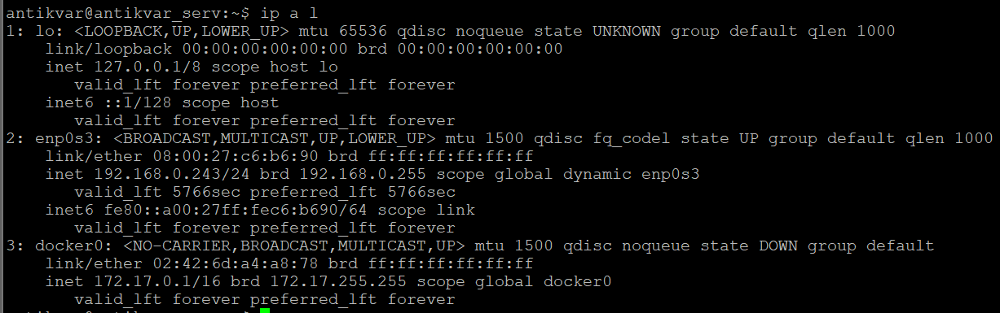 antikvar@antikvar_serv:~$ ip a l
1: lo: <LOOPBACK,UP,LOWER_UP> mtu 65536 qdisc noqueue state UNKNOWN group default qlen 1000
    link/loopback 00:00:00:00:00:00 brd 00:00:00:00:00:00
    inet 127.0.0.1/8 scope host lo
       valid_lft forever preferred_lft forever
    inet6 ::1/128 scope host
       valid_lft forever preferred_lft forever
2: enp0s3: <BROADCAST,MULTICAST,UP,LOWER_UP> mtu 1500 qdisc fq_codel state UP group default qlen 1000
    link/ether 08:00:27:c6:b6:90 brd ff:ff:ff:ff:ff:ff
    inet 192.168.0.243/24 brd 192.168.0.255 scope global dynamic enp0s3
       valid_lft 5766sec preferred_lft 5766sec
    inet6 fe80::a00:27ff:fec6:b690/64 scope link
       valid_lft forever preferred_lft forever
3: docker0: <NO-CARRIER,BROADCAST,MULTICAST,UP> mtu 1500 qdisc noqueue state DOWN group default
    link/ether 02:42:6d:a4:a8:78 brd ff:ff:ff:ff:ff:ff
    inet 172.17.0.1/16 brd 172.17.255.255 scope global docker0
       valid_lft forever preferred_lft forever